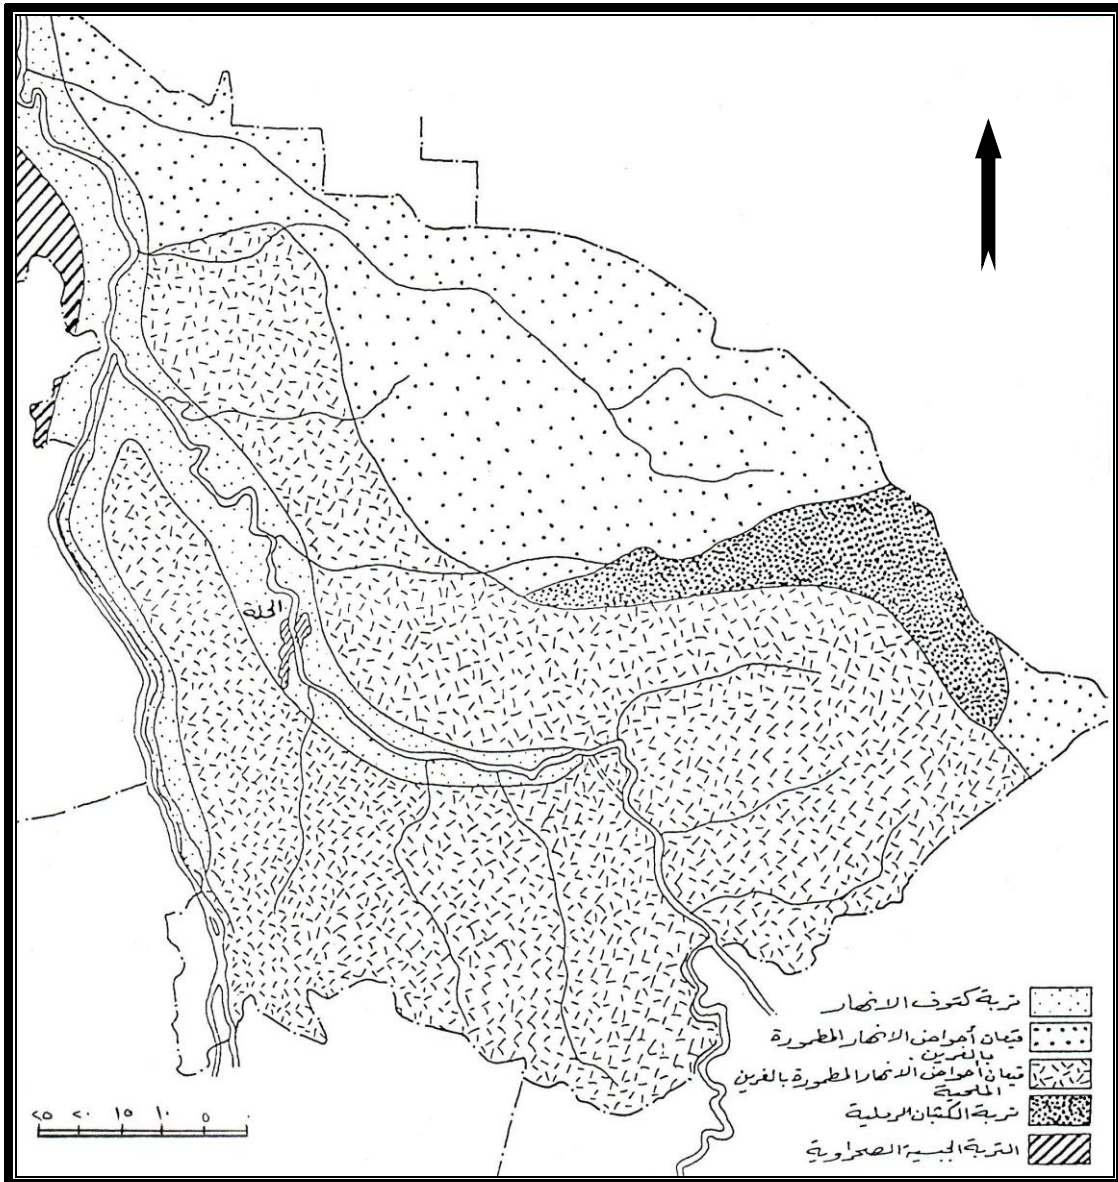 الحلة
تربة كتوف الانهار
قيعان أحواض الانهار المطمورة
بالغرين
قيعان أحواض الانهار المطمورة بالغرين
الملحية
تربة الكثبان الرملية
التربة الجبسية الصحراوية
٢٥ ٢٠ ١٥ ١٠ ٥ ٠